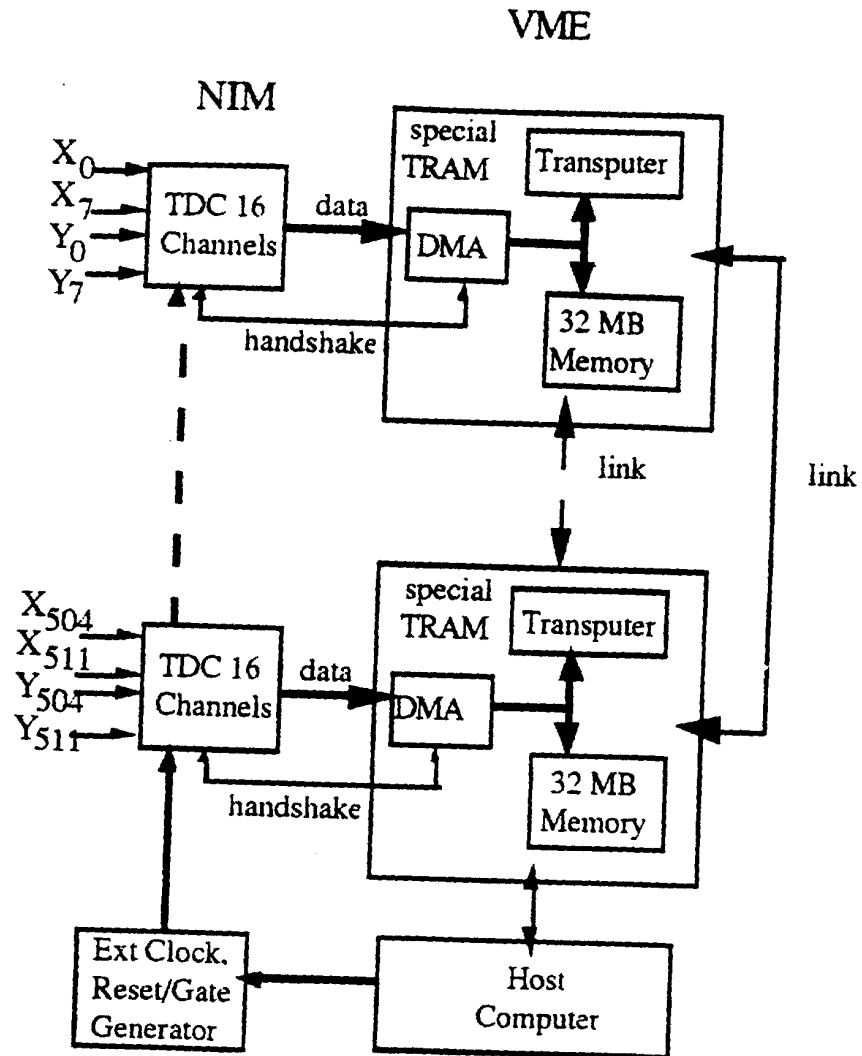 VME
NIM
special
TRAM
Transputer
X0
X7
Y0
Y7
TDC 16
Channels
data
DMA
handshake
32 MB
Memory
link
link
X504
X511
Y504
Y511
TDC 16
Channels
data
special
TRAM
Transputer
DMA
handshake
32 MB
Memory
Ext Clock.
Reset/Gate
Generator
Host
Computer